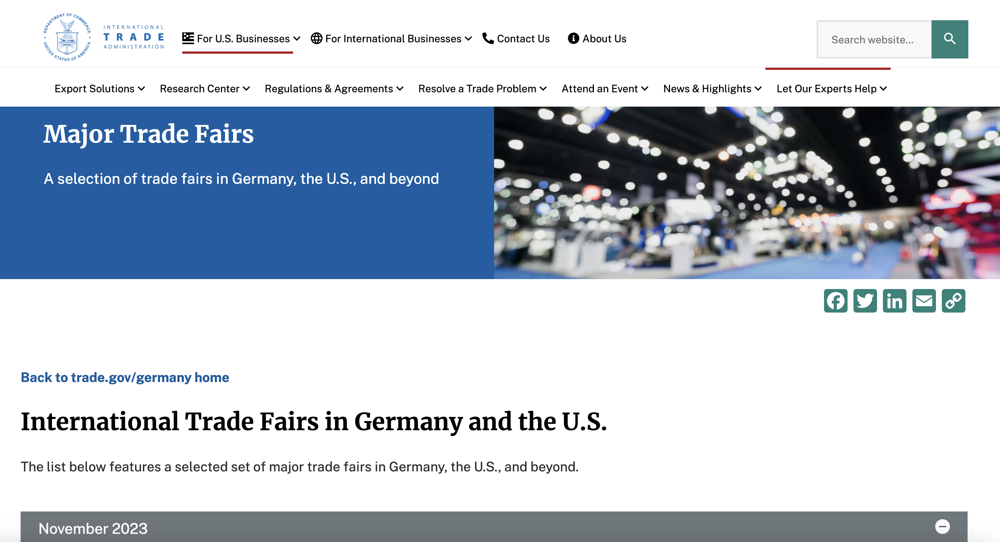 DEPARTMENT OF COMMERCE
UNITED STATES OF AMERICA
INTERNATIONAL
TRADE
ADMINISTRATION
For U.S. Businesses
For International Businesses
Contact Us
About Us
Search website...
Export Solutions
Research Center
Regulations & Agreements
Resolve a Trade Problem
Attend an Event
News & Highlights
Let Our Experts Help
Major Trade Fairs
A selection of trade fairs in Germany, the U.S., and beyond
Back to trade.gov/germany home
International Trade Fairs in Germany and the U.S.
The list below features a selected set of major trade fairs in Germany, the U.S., and beyond.
November 2023